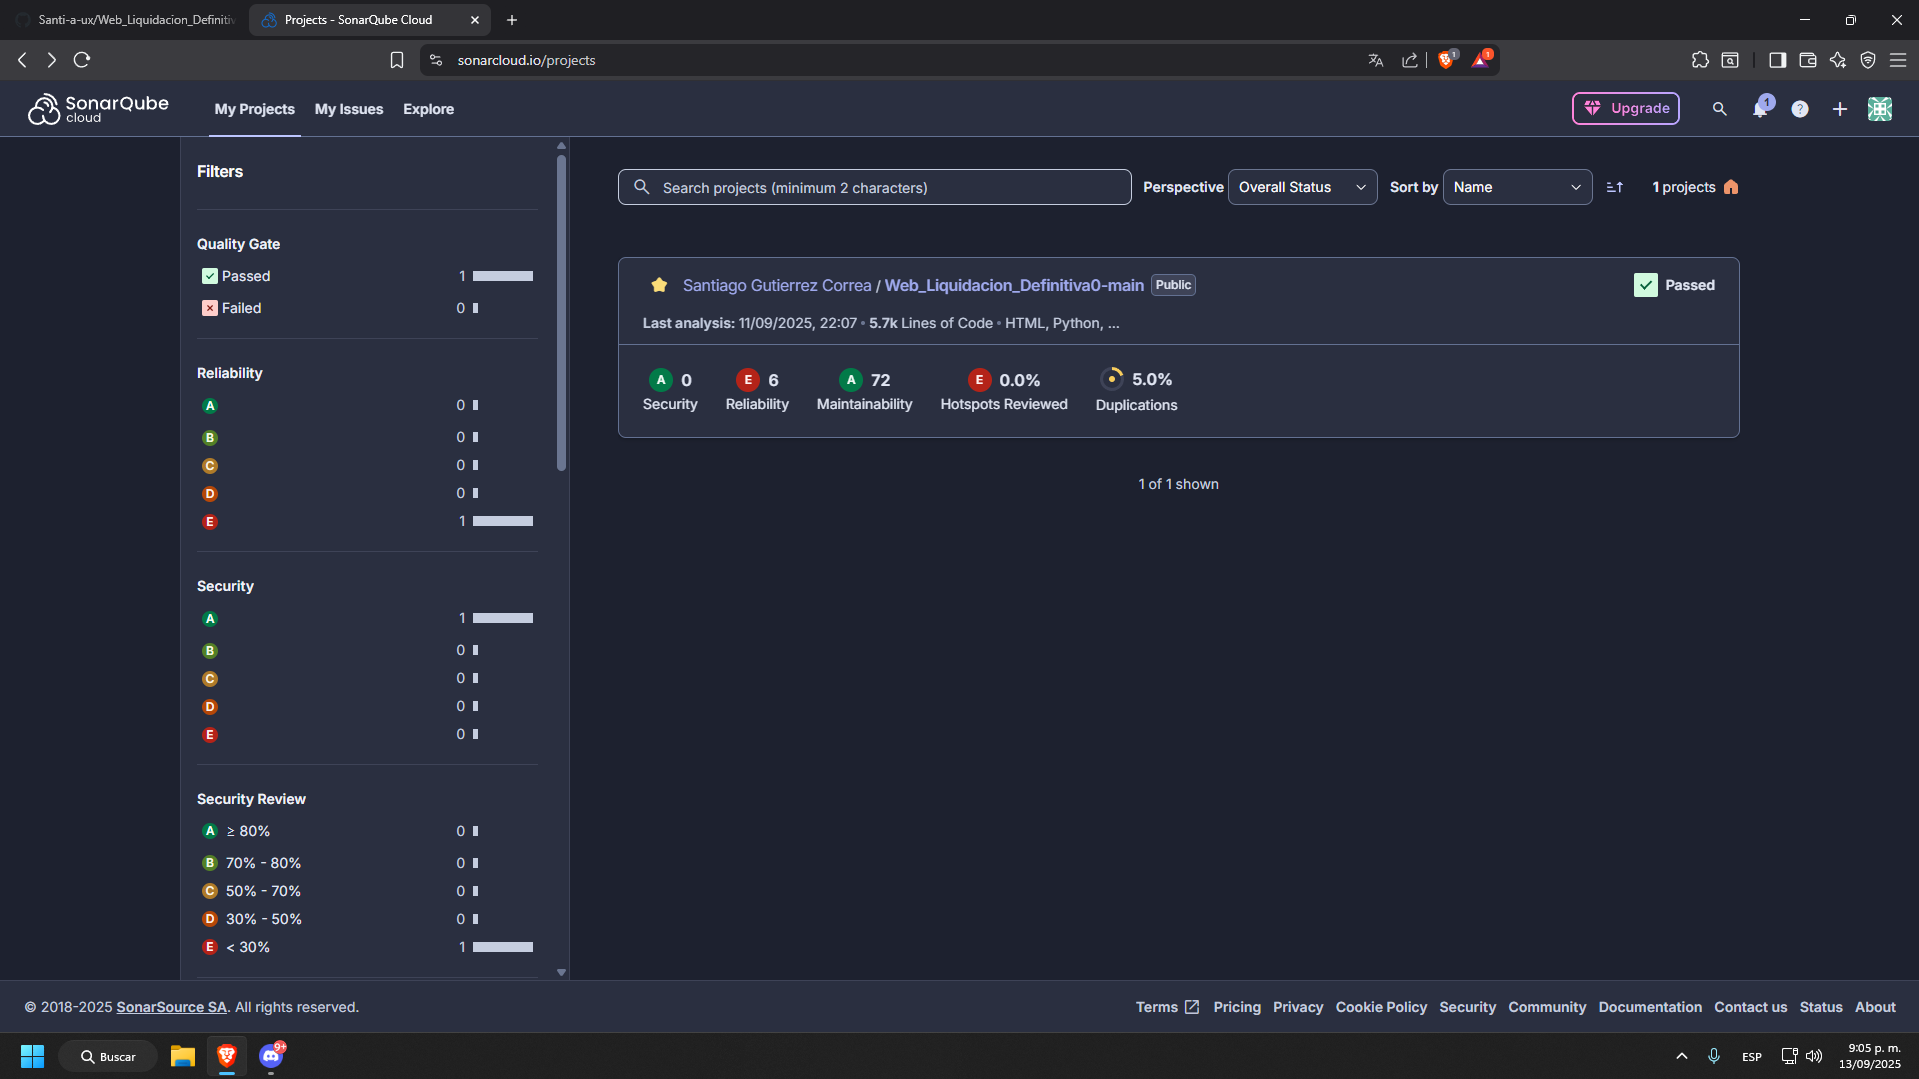 Santi-a-ux/Web_Liquidacion_Definitiv
Projects - SonarQube Cloud
sonarcloud.io/projects
1
1
SonarQube cloud
My Projects
My Issues
Explore
Upgrade
1
?
Filters
Quality Gate
Passed 1
Failed 0
Reliability
A 0
B 0
C 0
D 0
E 1
Security
A 1
B 0
C 0
D 0
E 0
Security Review
A ≥ 80% 0
B 70% - 80% 0
C 50% - 70% 0
D 30% - 50% 0
E < 30% 1
Search projects (minimum 2 characters)
Perspective Overall Status
Sort by Name
1 projects
Santiago Gutierrez Correa / Web_Liquidacion_Definitiva0-main Public
Passed
Last analysis: 11/09/2025, 22:07 • 5.7k Lines of Code • HTML, Python, ...
A 0 E 6 A 72 E 0.0% 5.0%
Security Reliability Maintainability Hotspots Reviewed Duplications
1 of 1 shown
© 2018-2025 SonarSource SA. All rights reserved.
Terms Pricing Privacy Cookie Policy Security Community Documentation Contact us Status About
Buscar
9+
ESP
9:05 p. m.
13/09/2025